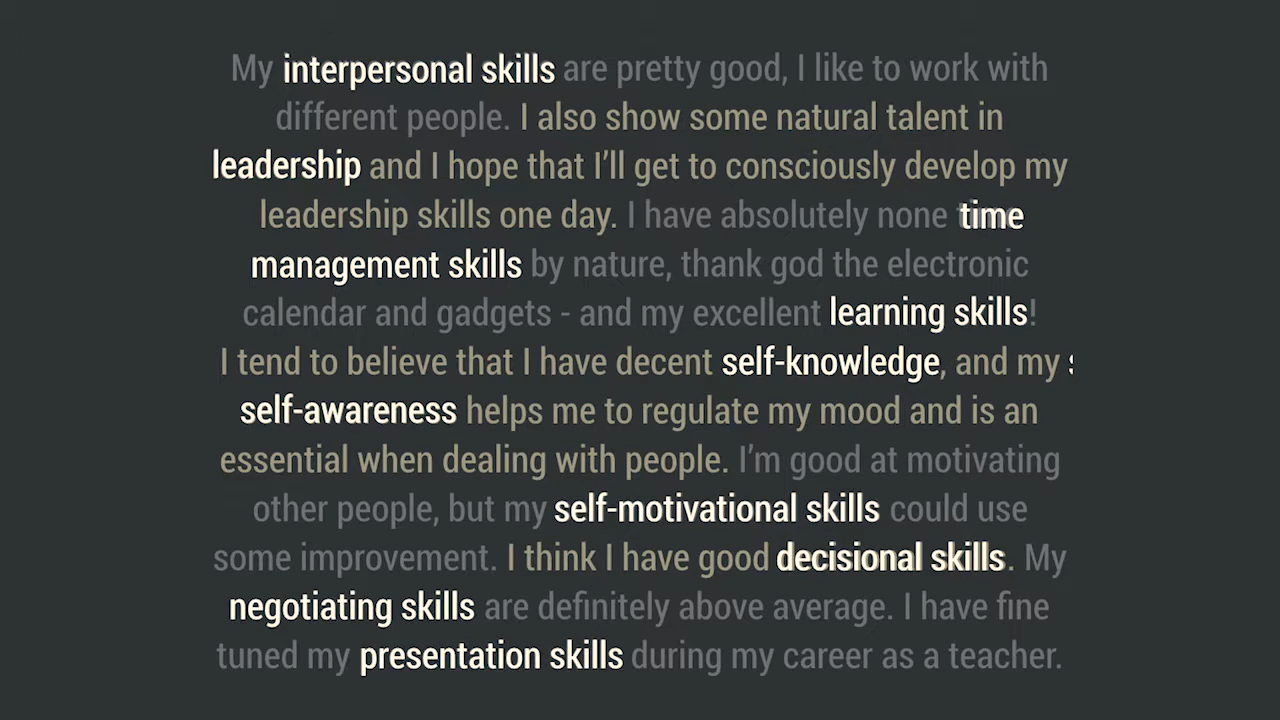 My interpersonal skills are pretty good, I like to work with
different people. I also show some natural talent in
leadership and I hope that I’ll get to consciously develop my
leadership skills one day. I have absolutely none time
management skills by nature, thank god the electronic
calendar and gadgets - and my excellent learning skills!
I tend to believe that I have decent self-knowledge, and my s
self-awareness helps me to regulate my mood and is an
essential when dealing with people. I’m good at motivating
other people, but my self-motivational skills could use
some improvement. I think I have good decisional skills. My
negotiating skills are definitely above average. I have fine
tuned my presentation skills during my career as a teacher.